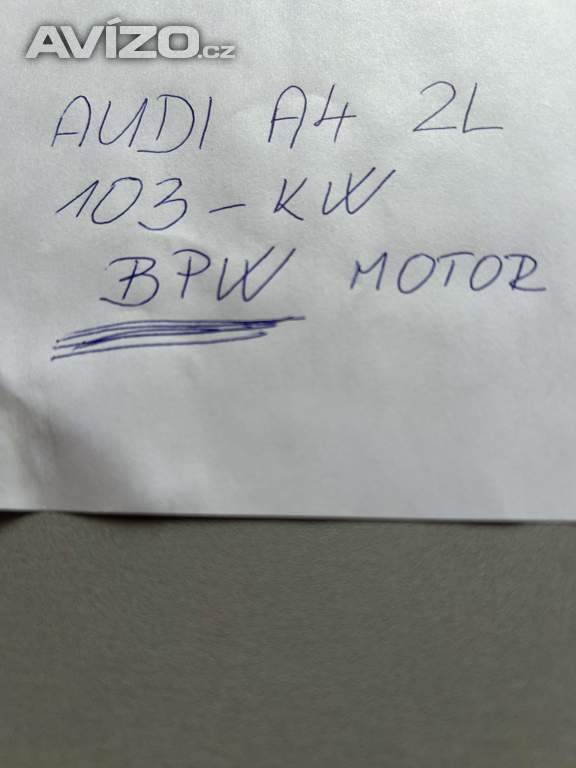 AVÍZO.cz
AUDI A4 2L
103-KW
BPW MOTOR